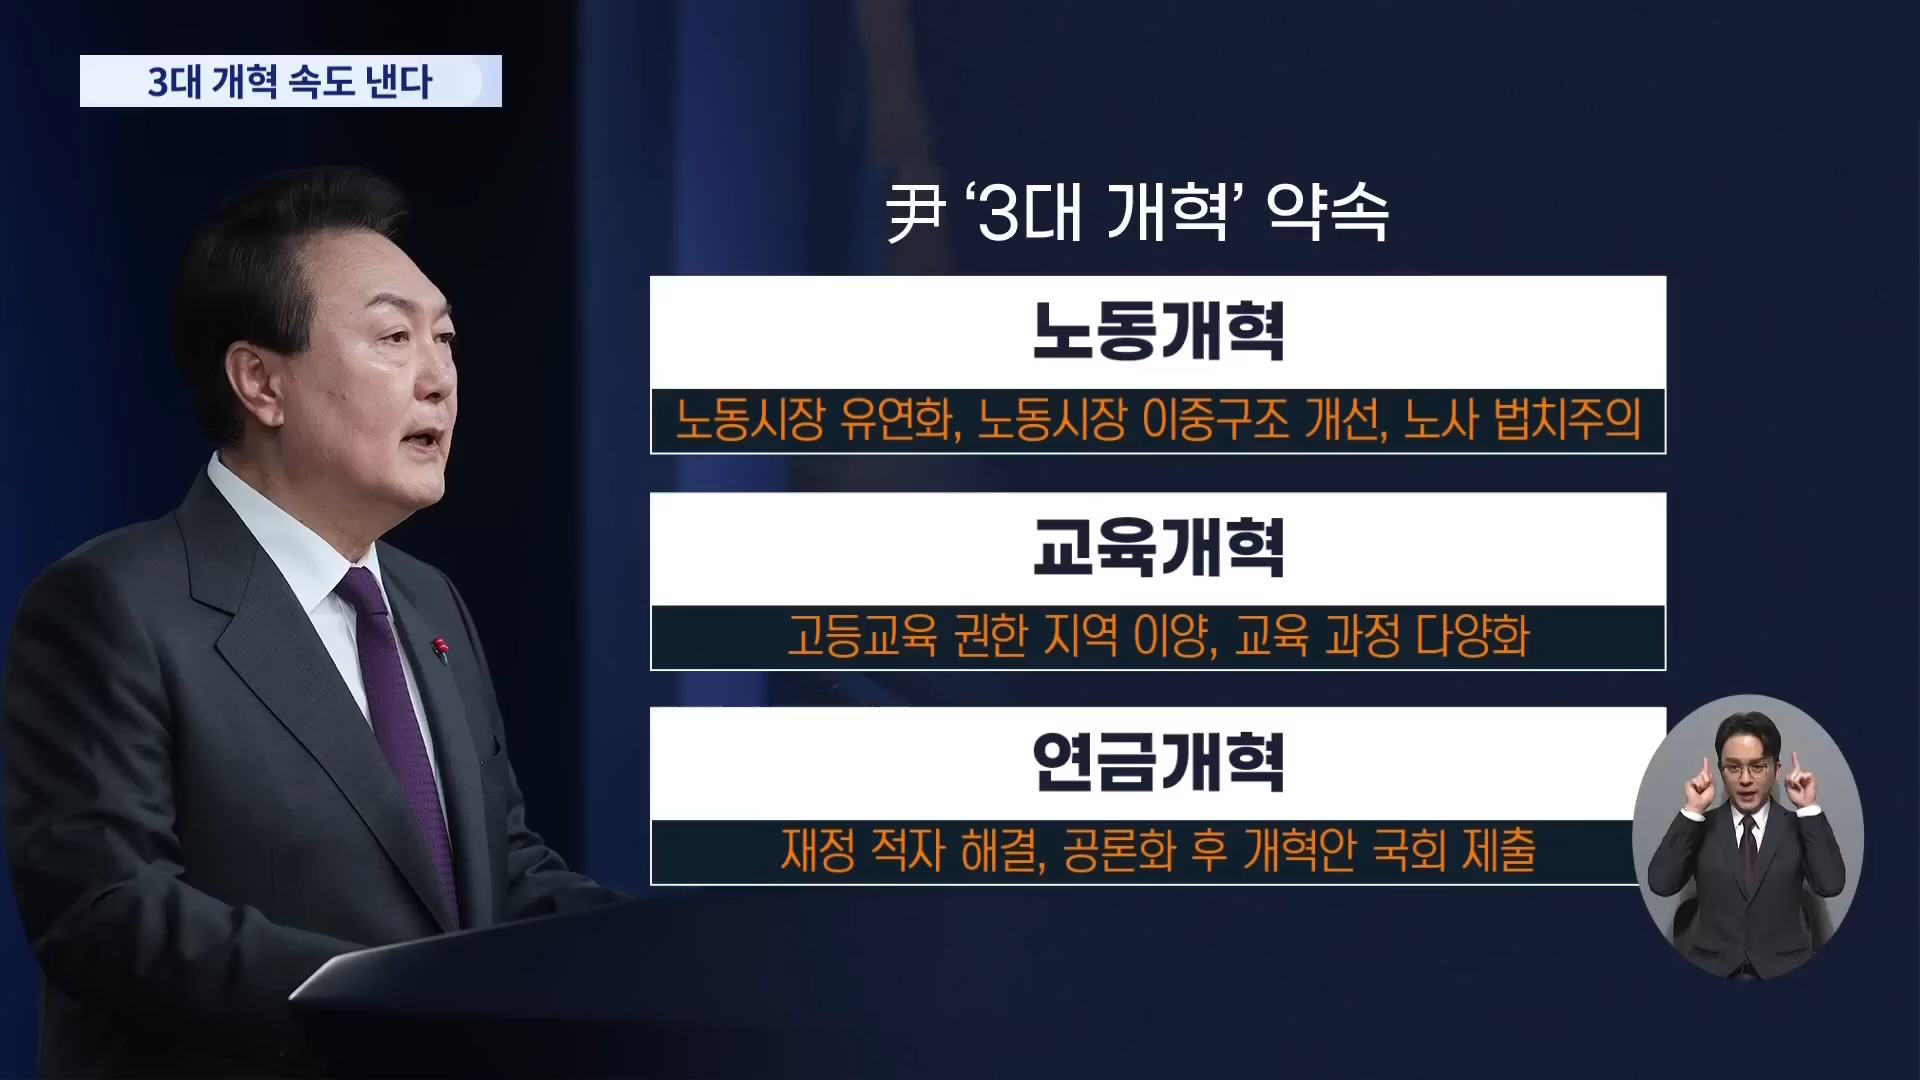 3대 개혁 속도 낸다
尹 ‘3대 개혁’ 약속
노동개혁
노동시장 유연화, 노동시장 이중구조 개선, 노사 법치주의
교육개혁
고등교육 권한 지역 이양, 교육 과정 다양화
연금개혁
재정 적자 해결, 공론화 후 개혁안 국회 제출